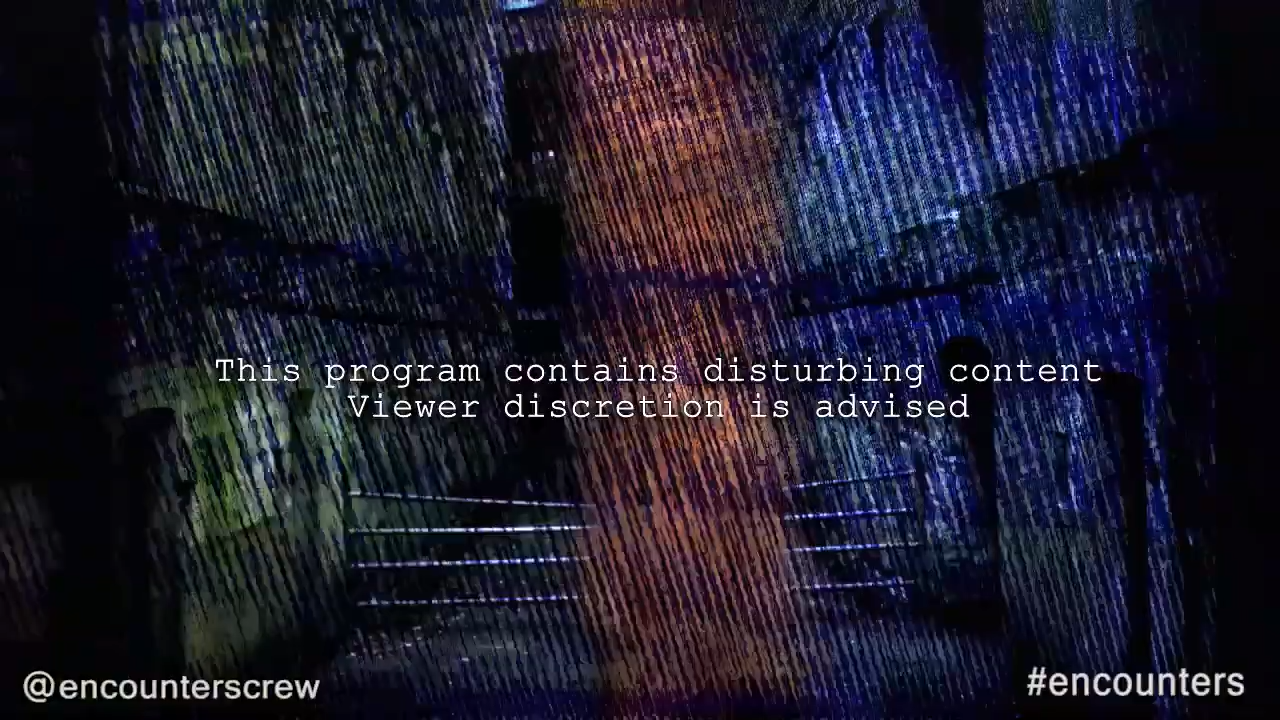 This program contains disturbing content
Viewer discretion is advised
@encounterscrew
#encounters